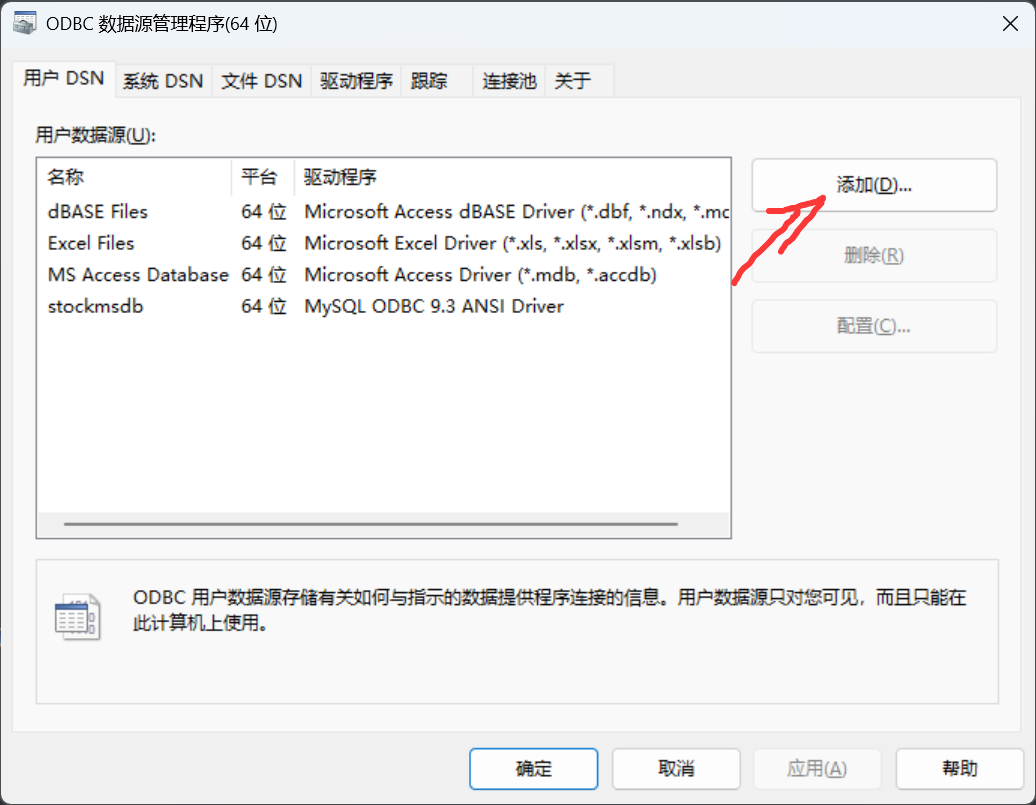 ODBC 数据源管理程序(64 位)
用户 DSN 系统 DSN 文件 DSN 驱动程序 跟踪 连接池 关于
用户数据源(U):
名称 平台 驱动程序
dBASE Files 64 位 Microsoft Access dBASE Driver (*.dbf, *.ndx, *.mc
Excel Files 64 位 Microsoft Excel Driver (*.xls, *.xlsx, *.xlsm, *.xlsb)
MS Access Database 64 位 Microsoft Access Driver (*.mdb, *.accdb)
stockmsdb 64 位 MySQL ODBC 9.3 ANSI Driver
添加(D)...
删除(R)
配置(C)...
ODBC 用户数据源存储有关如何与指示的数据提供程序连接的信息。用户数据源只对您可见，而且只能在
此计算机上使用。
确定 取消 应用(A) 帮助